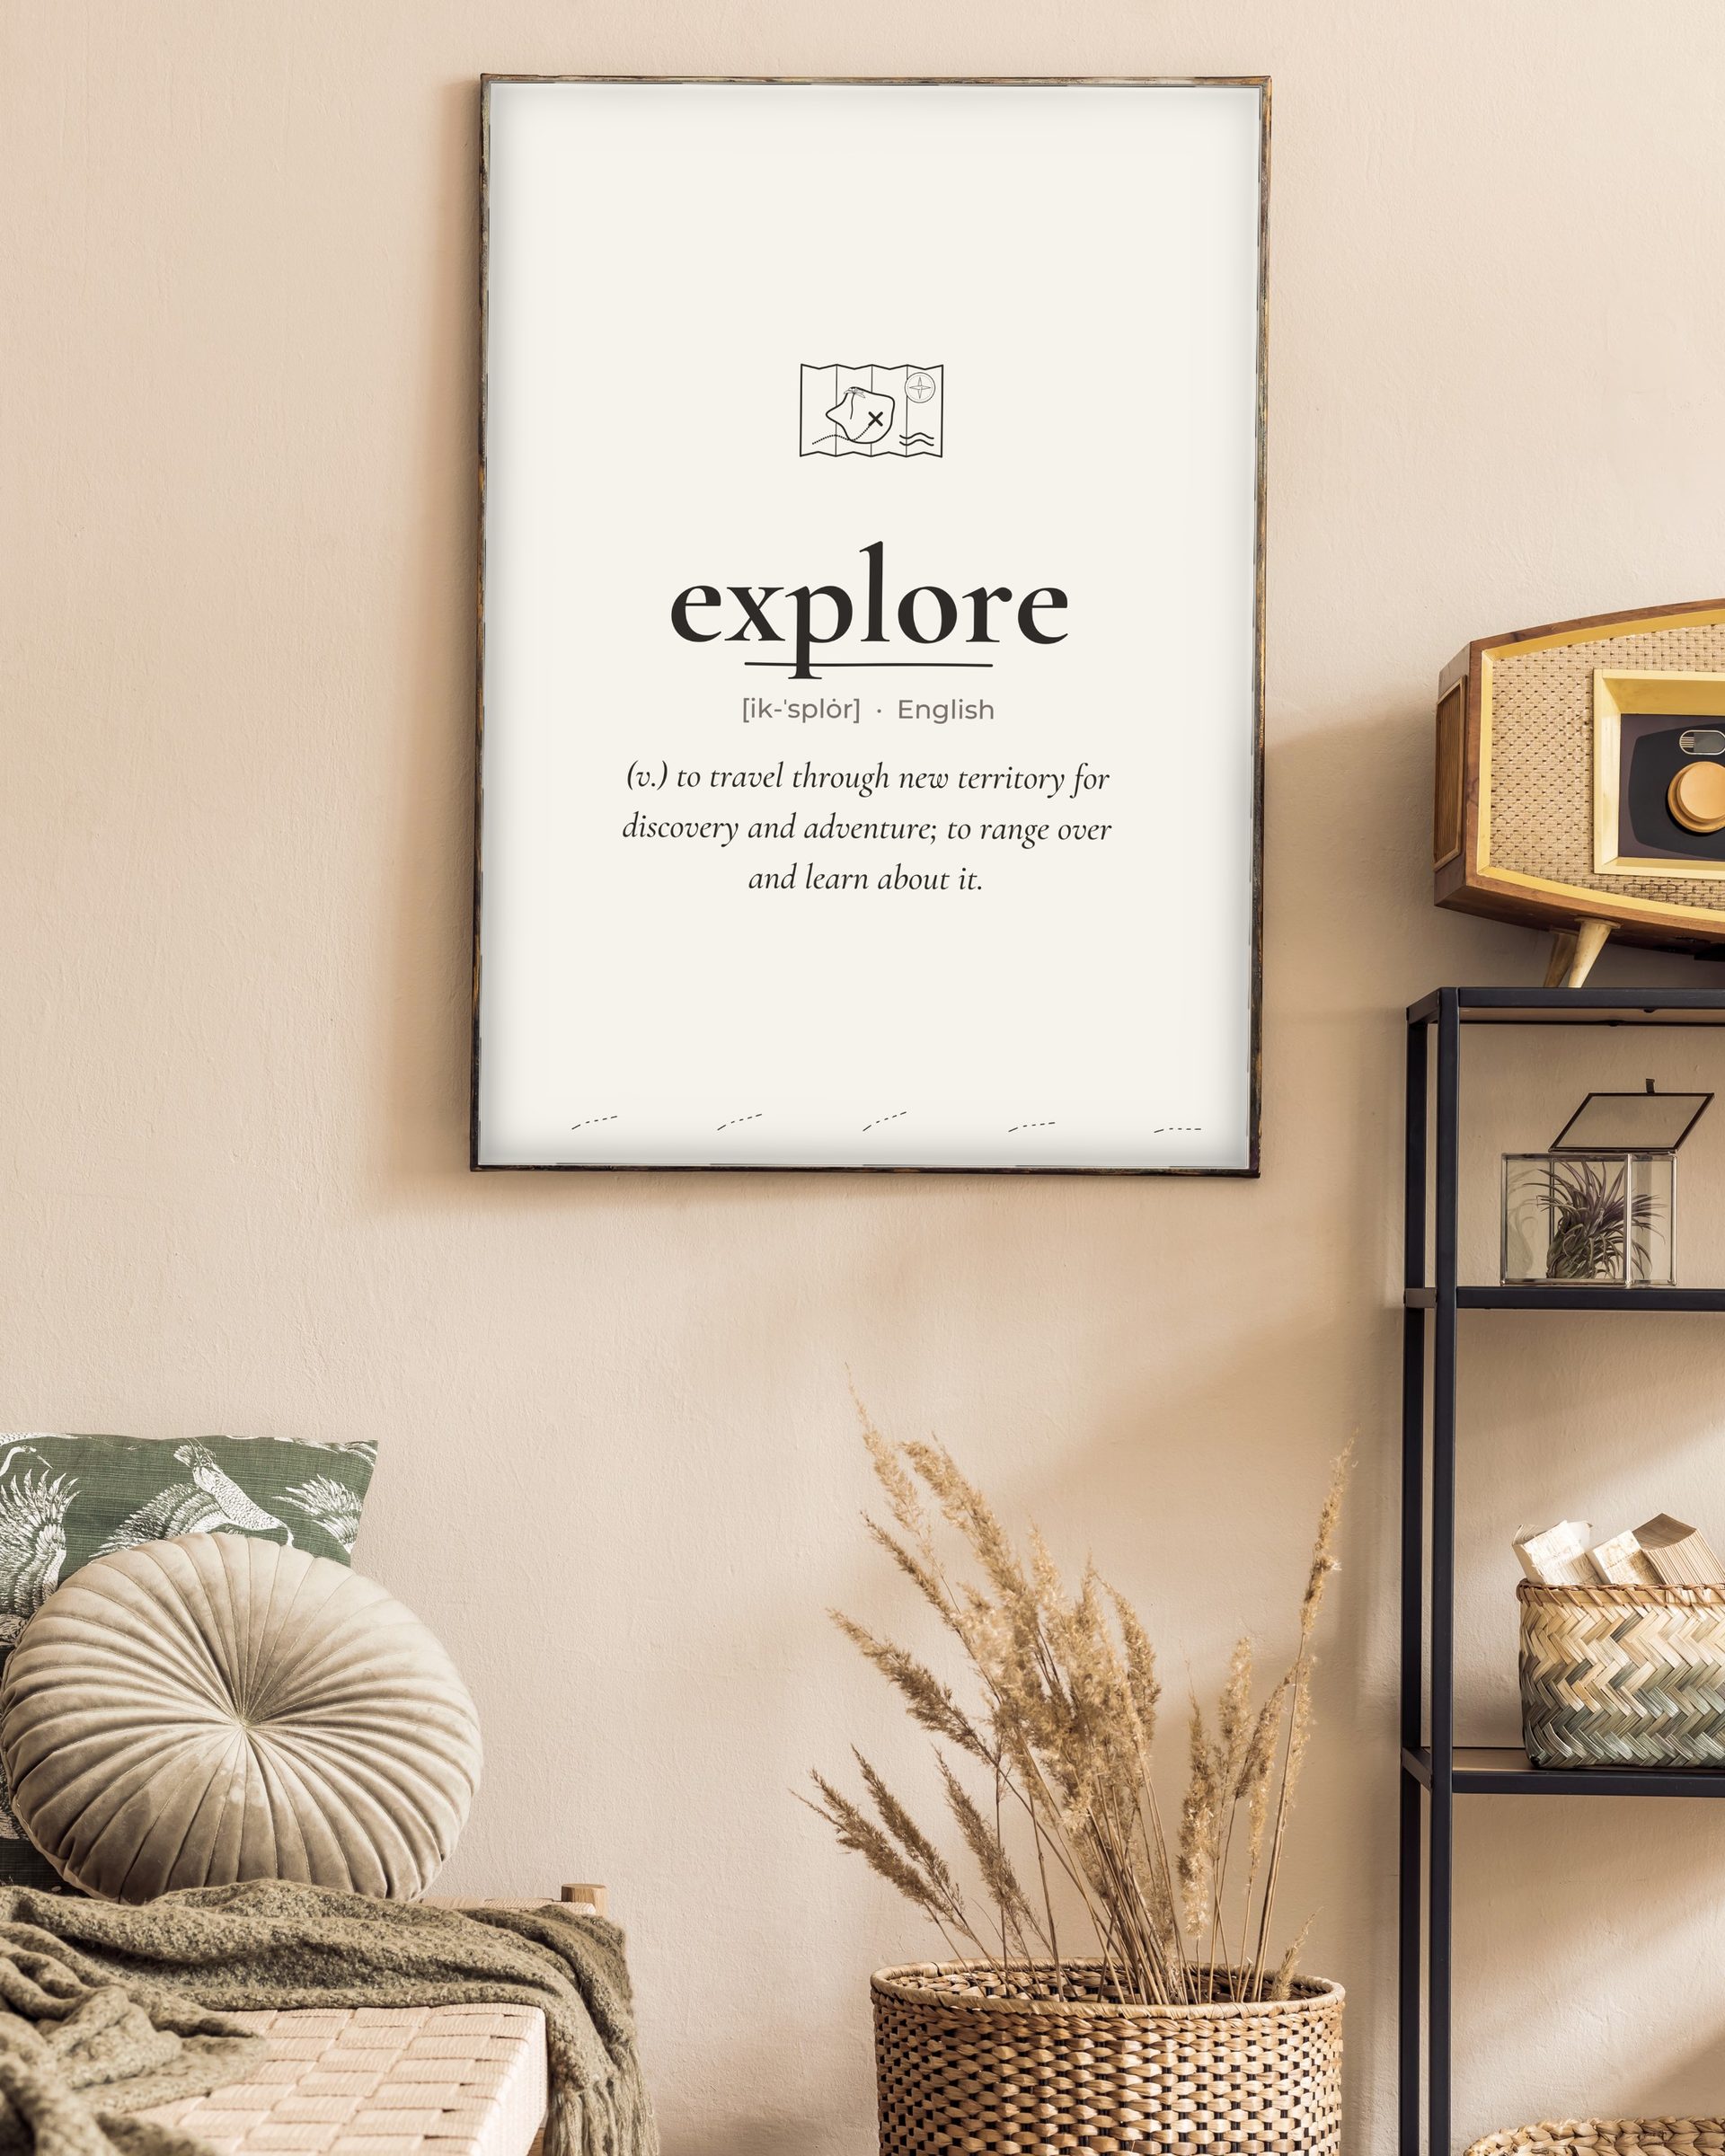 explore
[ik-ˈsplȯr] · English
(v.) to travel through new territory for
discovery and adventure; to range over
and learn about it.